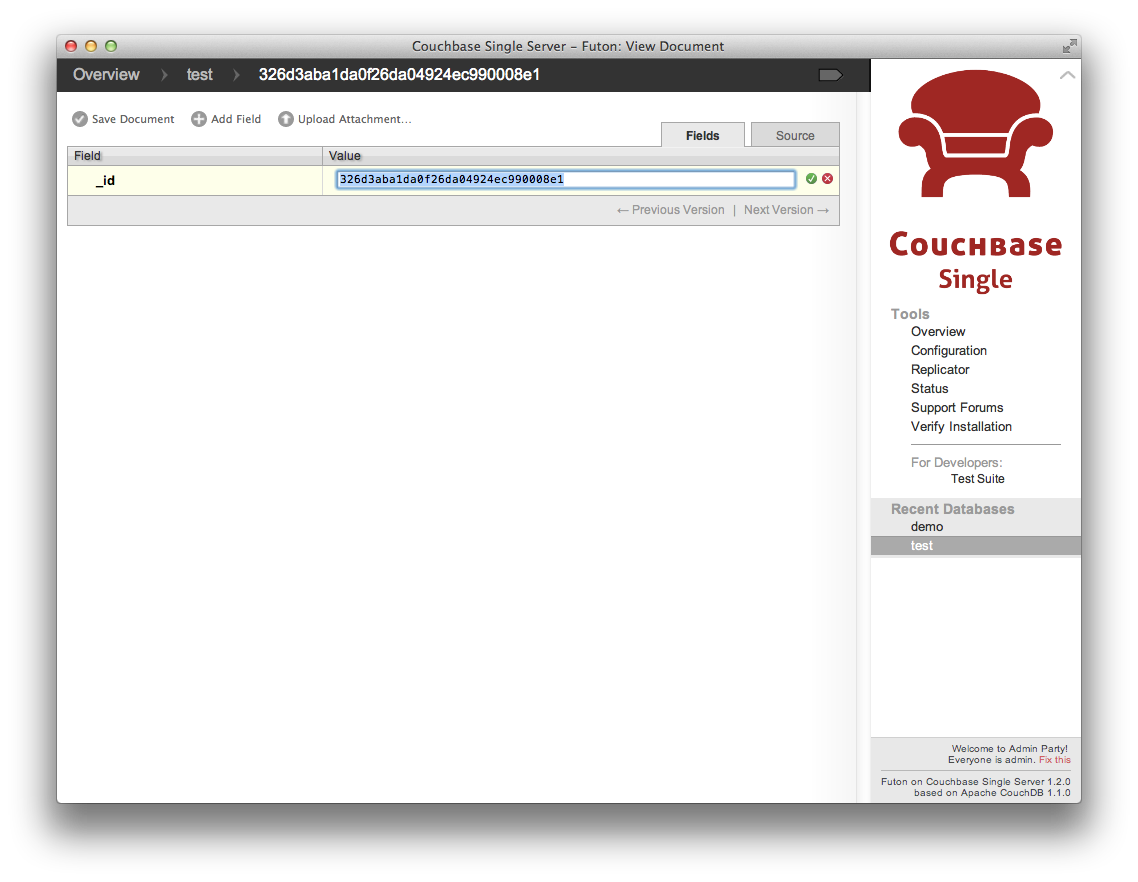 Couchbase Single Server – Futon: View Document
Overview test 326d3aba1da0f26da04924ec990008e1
Save Document Add Field Upload Attachment…
Fields Source
Field Value
_id 326d3aba1da0f26da04924ec990008e1
← Previous Version | Next Version →
COUCHBASE
Single
Tools
Overview
Configuration
Replicator
Status
Support Forums
Verify Installation
For Developers:
Test Suite
Recent Databases
demo
test
Welcome to Admin Party!
Everyone is admin. Fix this
Futon on Couchbase Single Server 1.2.0
based on Apache CouchDB 1.1.0